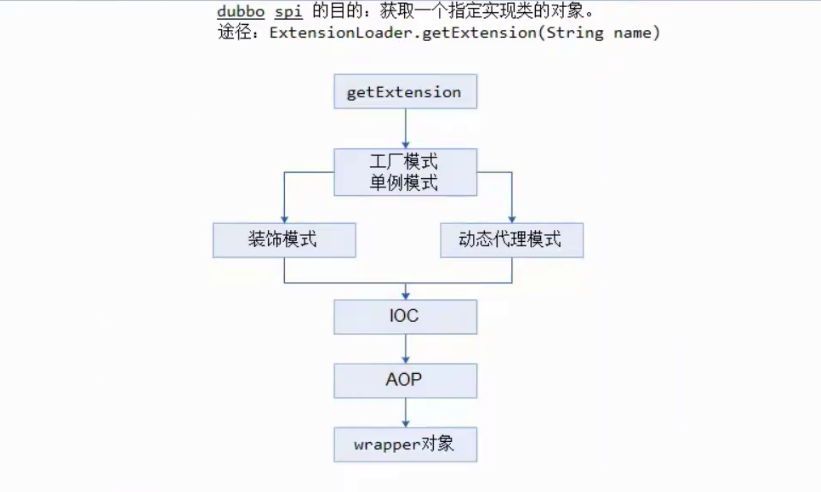 dubbo spi 的目的：获取一个指定实现类的对象。
途径：ExtensionLoader.getExtension(String name)
getExtension
工厂模式
单例模式
装饰模式
动态代理模式
IOC
AOP
wrapper对象